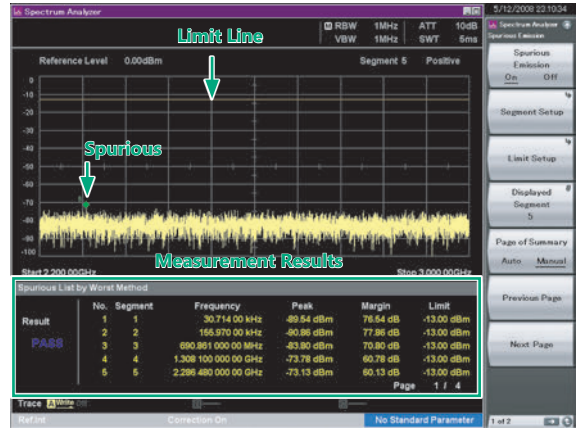 Spectrum Analyzer
5/12/2009 23:10:34
RBW 1MHz ATT 10dB
VBW 1MHz SWT 5ms
Limit Line
Reference Level 0.00dBm Segment 5 Positive
0
-10
-20
-30
-40
-50
-60
-70
-80
-90
-100
Spurious
1
Measurement Results
Start 2.200 00GHz Stop 3.000 00GHz
Spurious List by Worst Method
No. Segment Frequency Peak Margin Limit
Result
PASS
1 1 30.714 00 kHz -89.54 dBm 76.54 dB -13.00 dBm
2 2 155.970 00 kHz -90.86 dBm 77.86 dB -13.00 dBm
3 3 690.861 000 00 MHz -83.80 dBm 70.80 dB -13.00 dBm
4 4 1.308 100 000 00 GHz -73.78 dBm 60.78 dB -13.00 dBm
5 5 2.286 480 000 00 GHz -73.13 dBm 60.13 dB -13.00 dBm
Page 1 / 4
Trace A Write
Ref.Int Correction On No Standard Parameter
Spectrum Analyzer
Spurious Emission
Spurious
Emission
On Off
Segment Setup
Limit Setup
Displayed
Segment
5
Page of Summary
Auto Manual
Previous Page
Next Page
1 of 2